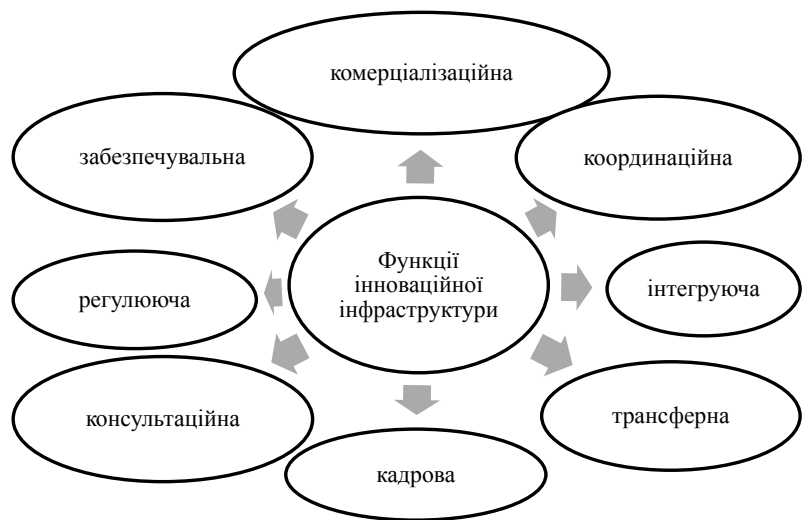 комерціалізаційна
забезпечувальна
координаційна
Функції
інноваційної
інфраструктури
регулююча
інтегруюча
консультаційна
трансферна
кадрова